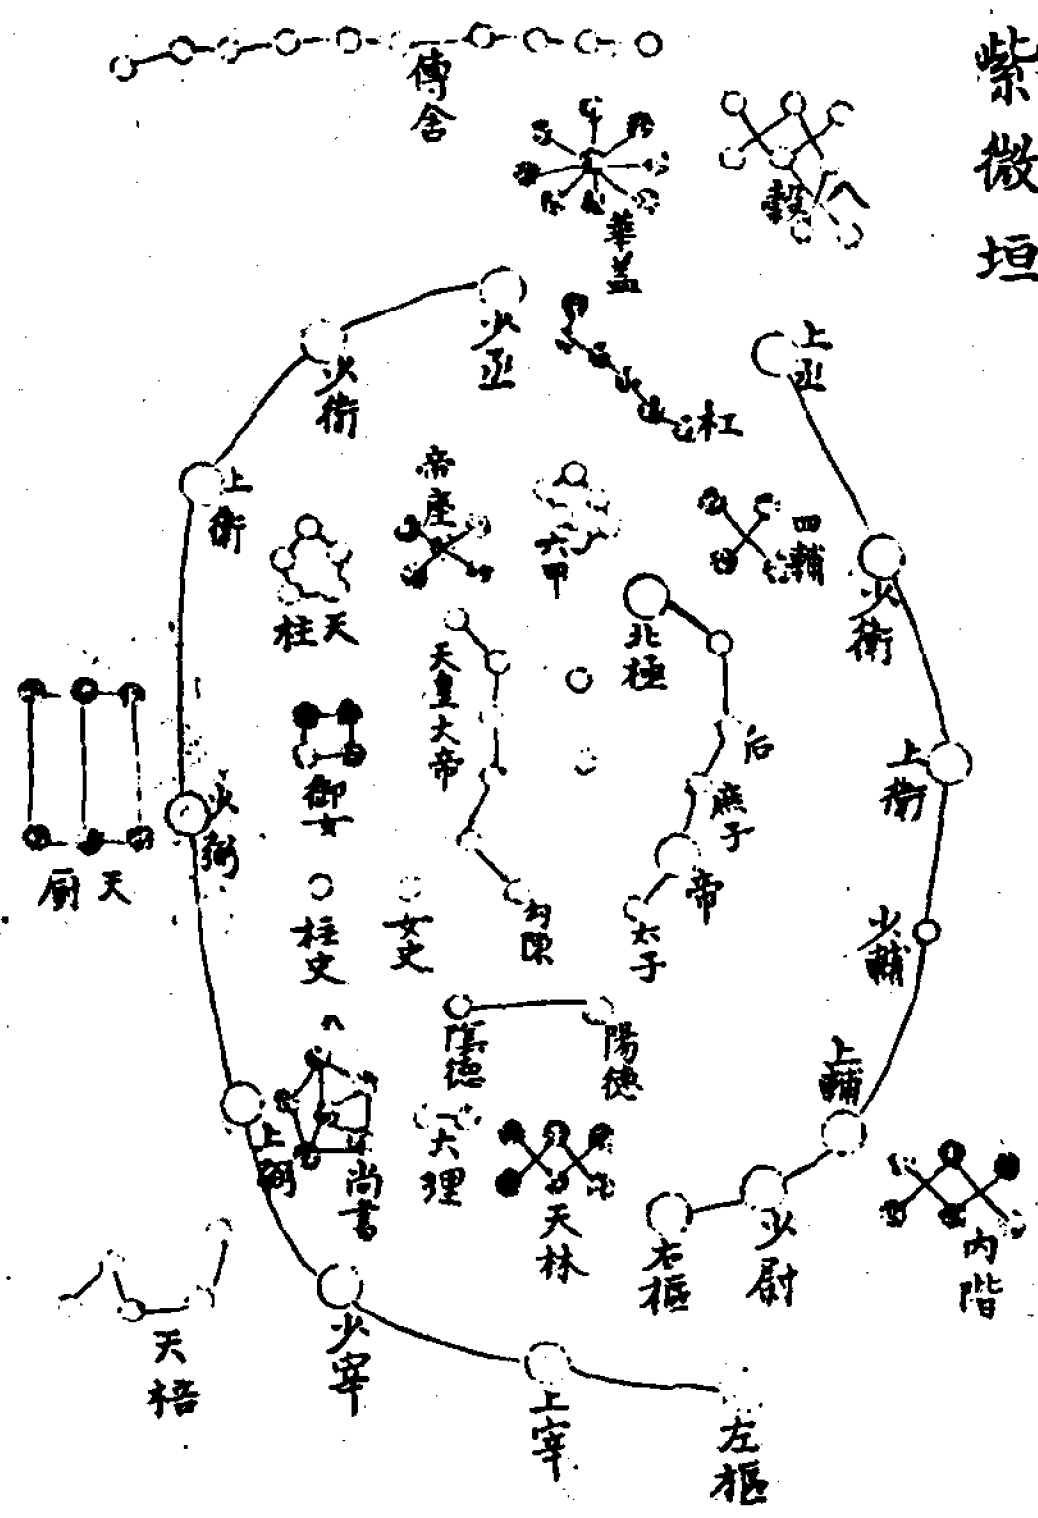 紫微垣
傳舍
華盖
穀
杠
上丞
少丞
少衛
上衛
四輔
六甲
帝座
天柱
少衛
北極
天皇大帝
后
上衛
御女
庶子
少弼
天厨
帝
勾陳
太子
少輔
女史
柱史
陽德
陰德
上輔
尚書
大理
天林
上弼
內階
少尉
右樞
天棓
少宰
上宰
左樞